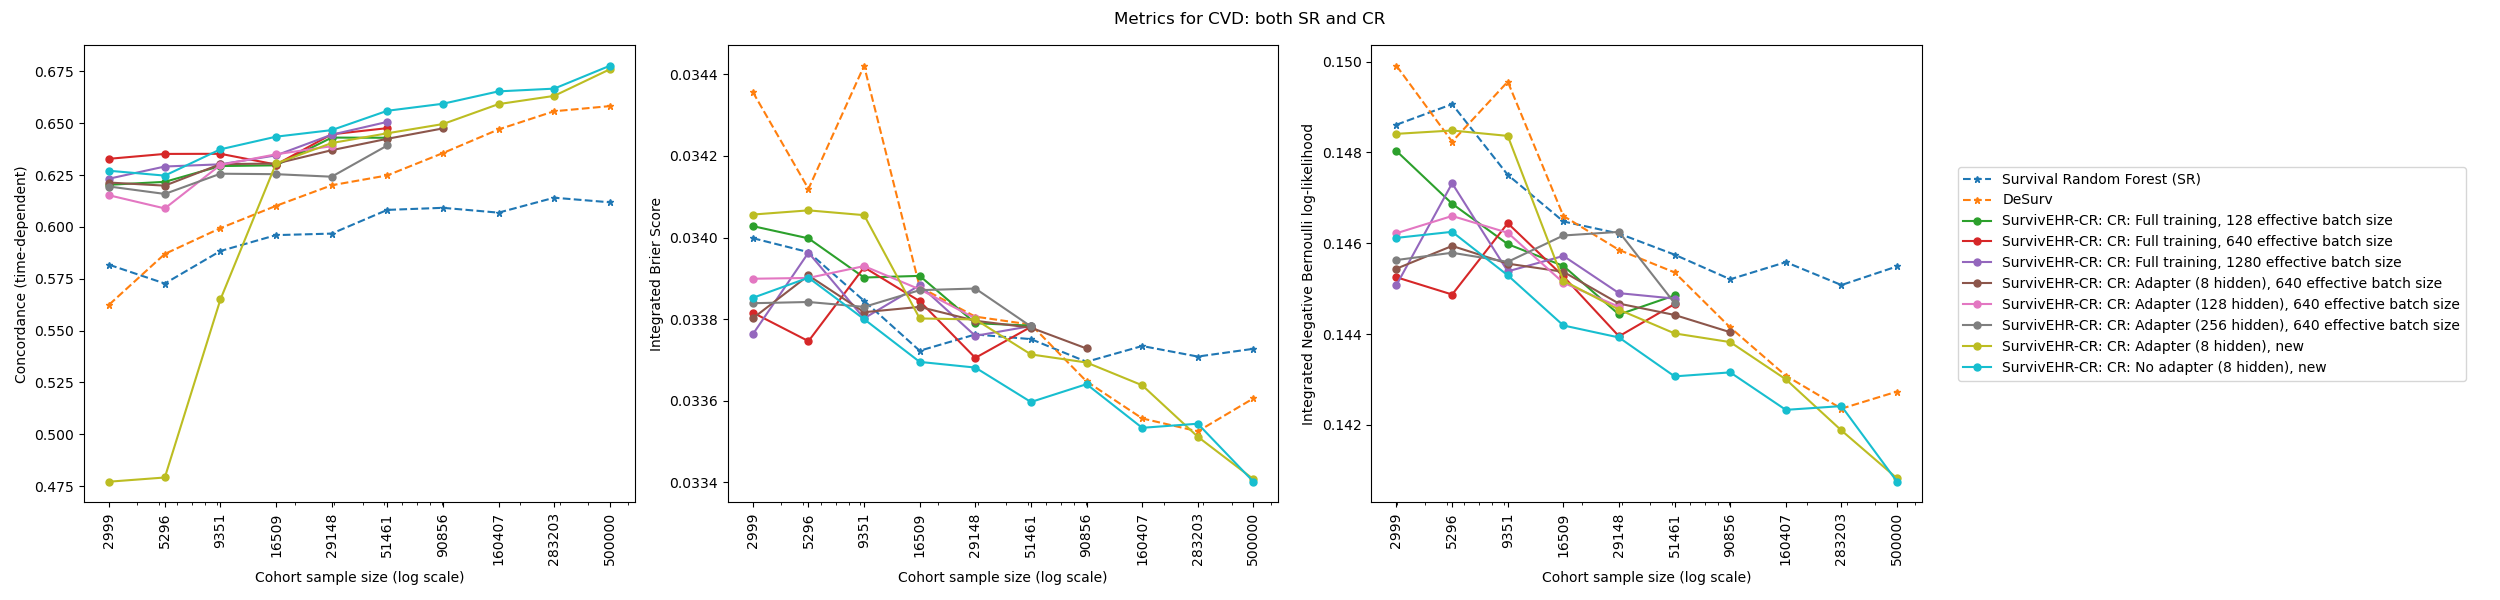 Metrics for CVD: both SR and CR
Concordance (time-dependent)
0.675
0.650
0.625
0.600
0.575
0.550
0.525
0.500
0.475
2999
5296
93351
16509
29148
51461
908556
160407
283203
500000
Cohort sample size (log scale)
Integrated Brier Score
0.0344
0.0342
0.0340
0.0338
0.0336
0.0334
2999
5296
9351
16509
29148
51461
90856
160407
283203
500000
Cohort sample size (log scale)
Integrated Negative Bernoulli log-likelihood
0.150
0.148
0.146
0.144
0.142
2999
5296
9351
16509
29148
51461
90856
160407
283203
500000
Cohort sample size (log scale)
Survival Random Forest (SR)
DeSurv
SurvivEHR-CR: CR: Full training, 128 effective batch size
SurvivEHR-CR: CR: Full training, 640 effective batch size
SurvivEHR-CR: CR: Full training, 1280 effective batch size
SurvivEHR-CR: CR: Adapter (8 hidden), 640 effective batch size
SurvivEHR-CR: CR: Adapter (128 hidden), 640 effective batch size
SurvivEHR-CR: CR: Adapter (256 hidden), 640 effective batch size
SurvivEHR-CR: CR: Adapter (8 hidden), new
SurvivEHR-CR: CR: No adapter (8 hidden), new